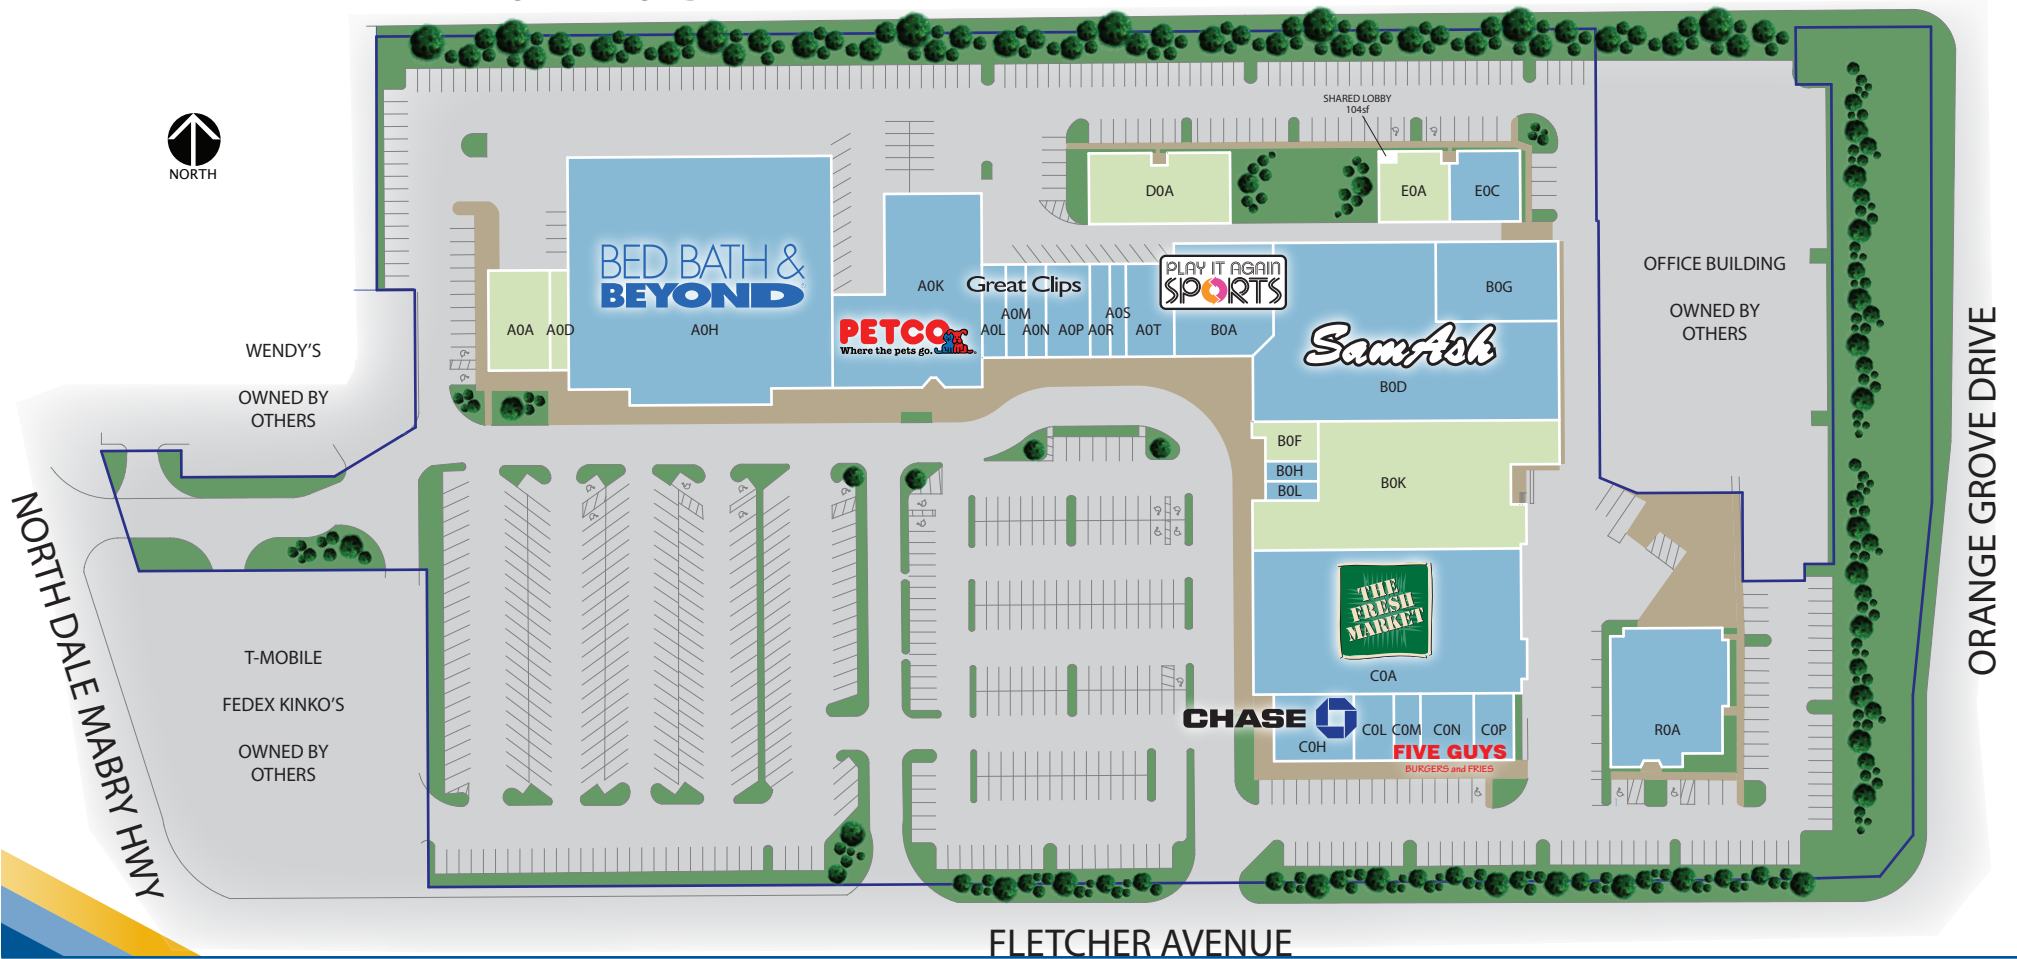 SHARED LOBBY
104sf
NORTH
D0A
E0A
E0C
BED BATH &
BEYOND
A0A
A0D
A0H
A0K
PETCO
Where the pets go.
Great Clips
A0L
A0M
A0N
A0P
A0R
A0S
A0T
PLAY IT AGAIN
SPORTS
B0A
B0G
SamAsh
B0D
OFFICE BUILDING
OWNED BY
OTHERS
WENDY'S
OWNED BY
OTHERS
B0F
B0H
B0L
B0K
THE
FRESH
MARKET
C0A
CHASE
C0H
C0L
C0M
C0N
C0P
FIVE GUYS
BURGERS and FRIES
R0A
T-MOBILE
FEDEX KINKO'S
OWNED BY
OTHERS
NORTH DALE MABRY HWY
ORANGE GROVE DRIVE
FLETCHER AVENUE